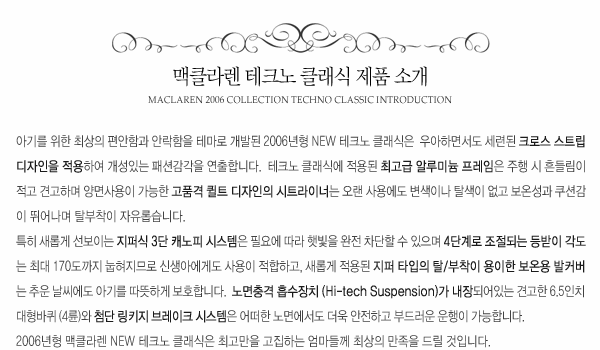 맥클라렌 테크노 클래식 제품 소개
MACLAREN 2006 COLLECTION TECHNO CLASSIC INTRODUCTION
아기를 위한 최상의 편안함과 안락함을 테마로 개발된 2006년형 NEW 테크노 클래식은 우아하면서도 세련된 크로스 스트립
디자인을 적용하여 개성있는 패션감각을 연출합니다. 테크노 클래식에 적용된 최고급 알루미늄 프레임은 주행 시 흔들림이
적고 견고하며 양면사용이 가능한 고품격 퀼트 디자인의 시트라이너는 오랜 사용에도 변색이나 탈색이 없고 보온성과 쿠션감
이 뛰어나며 탈부착이 자유롭습니다.
특히 새롭게 선보이는 지퍼식 3단 캐노피 시스템은 필요에 따라 햇빛을 완전 차단할 수 있으며 4단계로 조절되는 등받이 각도
는 최대 170도까지 눕혀지므로 신생아에게도 사용이 적합하고, 새롭게 적용된 지퍼 타입의 탈/부착이 용이한 보온용 발커버
는 추운 날씨에도 아기를 따뜻하게 보호합니다. 노면충격 흡수장치 (Hi-tech Suspension)가 내장되어있는 견고한 6.5인치
대형바퀴 (4륜)와 첨단 링키지 브레이크 시스템은 어떠한 노면에서도 더욱 안전하고 부드러운 운행이 가능합니다.
2006년형 맥클라렌 NEW 테크노 클래식은 최고만을 고집하는 엄마들께 최상의 만족을 드릴 것입니다.